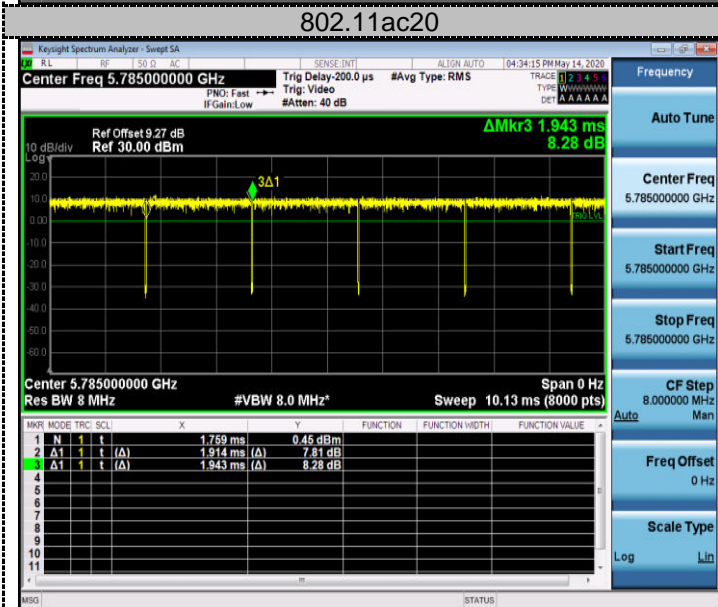 802.11ac20
Keysight Spectrum Analyzer - Swept SA
RL RF 50 Ω AC SENSE:INT ALIGN AUTO 04:34:15 PM May 14, 2020
Center Freq 5.785000000 GHz
PNO: Fast
IFGain:Low
Trig Delay-200.0 µs
Trig: Video
#Atten: 40 dB
#Avg Type: RMS
TRACE 1 2 3 4 5 6
TYPE WWWWWW
DET A A A A A A
Frequency
Auto Tune
Center Freq
5.785000000 GHz
Start Freq
5.785000000 GHz
Stop Freq
5.785000000 GHz
CF Step
8.000000 MHz
Auto Man
Freq Offset
0 Hz
Scale Type
Log Lin
ΔMkr3 1.943 ms
8.28 dB
Ref Offset 9.27 dB
10 dB/div Ref 30.00 dBm
Log
20.0
10.0
0.00
-10.0
-20.0
-30.0
-40.0
-50.0
-60.0
3Δ1
TRIG LVL
Center 5.785000000 GHz Span 0 Hz
Res BW 8 MHz #VBW 8.0 MHz* Sweep 10.13 ms (8000 pts)
MKR MODE TRC SCL X Y FUNCTION FUNCTION WIDTH FUNCTION VALUE
1 N 1 t 1.759 ms 0.45 dBm
2 Δ1 1 t (Δ) 1.914 ms (Δ) 7.81 dB
3 Δ1 1 t (Δ) 1.943 ms (Δ) 8.28 dB
4
5
6
7
8
9
10
11
MSG STATUS